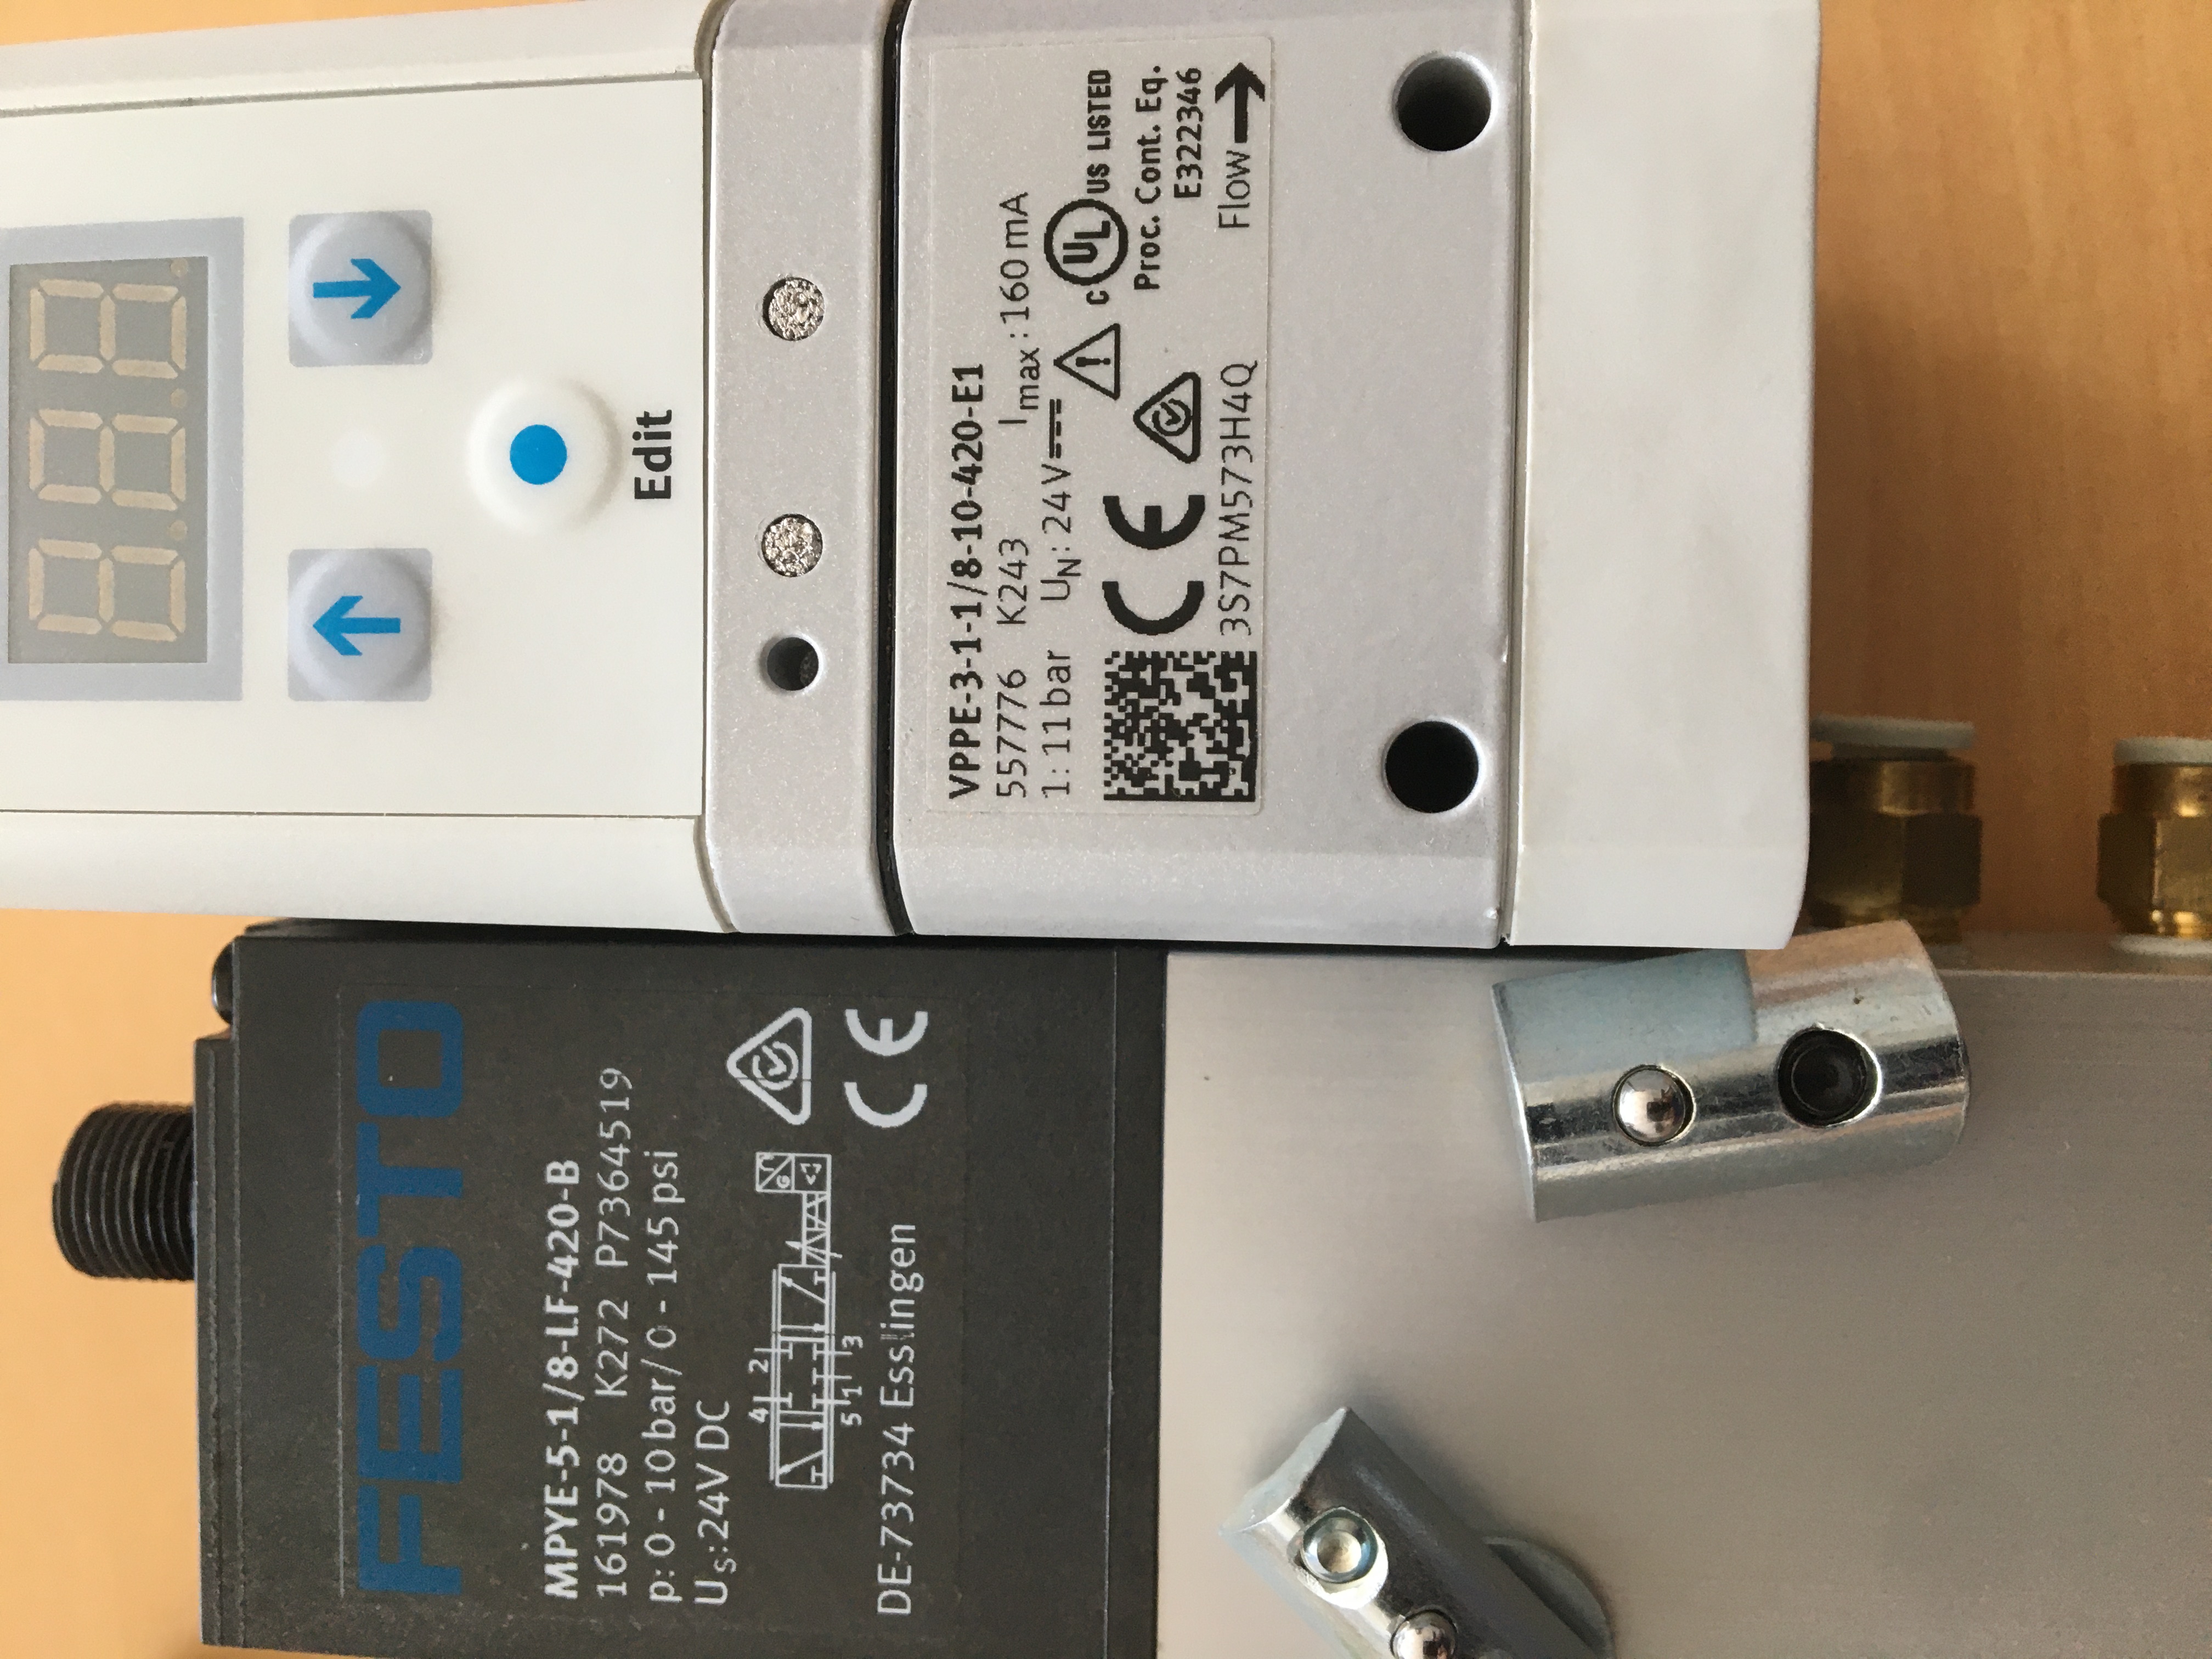 FESTO
MPYE-5-1/8-LF-420-B
161978 K272 P7364519
p: 0 - 10 bar/ 0 - 145 psi
US:24V DC
4 2
5 1 3
DE-73734 Esslingen
CE
Edit
VPPE-3-1-1/8-10-420-E1
557776 K243 Imax:160 mA
1: 11 bar UN: 24V
C UL US LISTED
CE
Proc. Cont. Eq.
E322346
3S7PM573H4Q
Flow